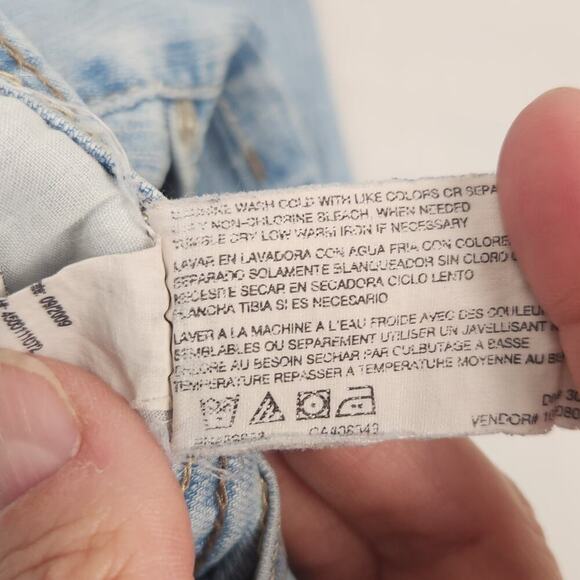 WASH COLD WITH LIKE COLORS OR SEPA
NON-CHLORINE BLEACH, WHEN NEEDED
TUMBLE DRY LOW WARM IRON IF NECESSARY
LAVAR EN LAVADORA CON AGUA FRIA CON COLORE
SEPARADO SOLAMENTE BLANQUEADOR SIN CLORO
SECAR EN SECADORA CICLO LENTO
PLANCHA TIBIA SI ES NECESARIO
LAVER A LA MACHINE A L'EAU FROIDE AVEC DES COULEU
SEMBLABLES OU SEPAREMENT UTILISER UN JAVELLISANT
AU BESOIN SECHAR PAR CULBUTAGE A BASSE
TEMPERATURE REPASSER A TEMPERATURE MOYENNE AU BE
VENDOR#
09/2009